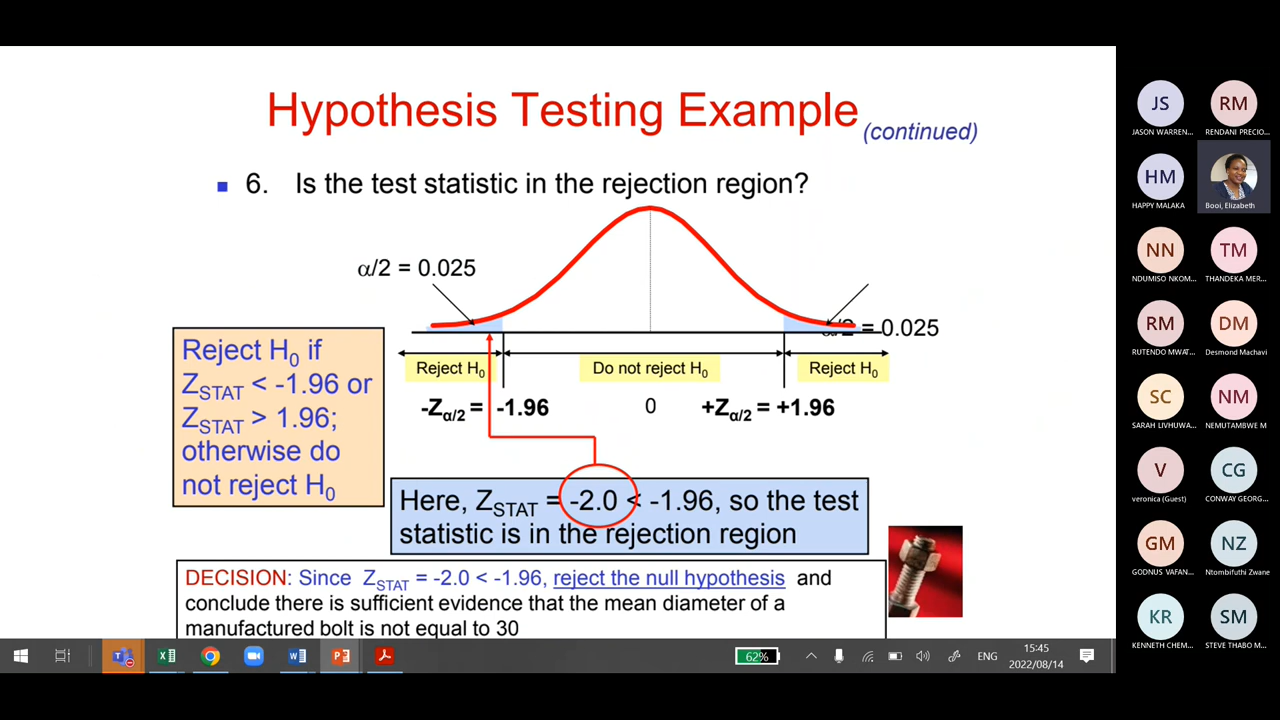 Hypothesis Testing Example
(continued)
6. Is the test statistic in the rejection region?
α/2 = 0.025
= 0.025
Reject H0
Do not reject H0
Reject H0
-Zα/2 = -1.96
0
+Zα/2 = +1.96
Reject H0 if
ZSTAT < -1.96 or
ZSTAT > 1.96;
otherwise do
not reject H0
Here, ZSTAT = -2.0 < -1.96, so the test
statistic is in the rejection region
DECISION: Since ZSTAT = -2.0 < -1.96, reject the null hypothesis and
conclude there is sufficient evidence that the mean diameter of a
manufactured bolt is not equal to 30
JS
JASON WARREN...
RM
RENDANI PRECIO...
HM
HAPPY MALAKA
Booi, Elizabeth
NN
NDUMISO NKOM...
TM
THANDEKA MER...
RM
RUTENDO MWAT...
DM
Desmond Machavi
SC
SARAH LIVHUWA...
NM
NEMUTAMBWE M
V
veronica (Guest)
CG
CONWAY GEORG...
GM
GODNUS VAFAN...
NZ
Ntombifuthi Zwane
KR
KENNETH CHEM...
SM
STEVE THABO M...
62%
ENG
15:45
2022/08/14